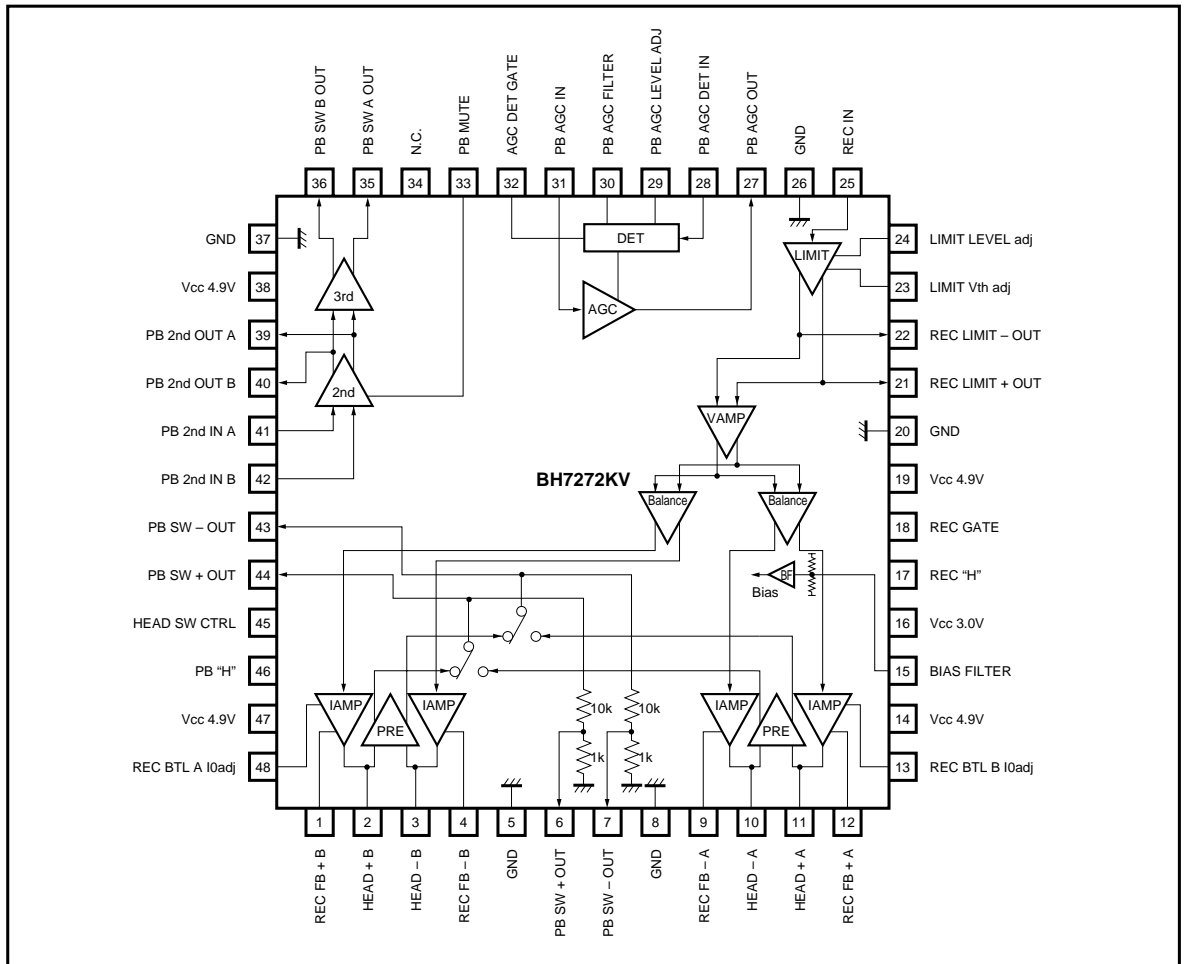 PB SW B OUT
PB SW A OUT
N.C.
PB MUTE
AGC DET GATE
PB AGC IN
PB AGC FILTER
PB AGC LEVEL ADJ
PB AGC DET IN
PB AGC OUT
GND
REC IN
36
35
34
33
32
31
30
29
28
27
26
25
GND
37
Vcc 4.9V
38
PB 2nd OUT A
39
PB 2nd OUT B
40
PB 2nd IN A
41
PB 2nd IN B
42
PB SW – OUT
43
PB SW + OUT
44
HEAD SW CTRL
45
PB “H”
46
Vcc 4.9V
47
REC BTL A I0adj
48
3rd
2nd
DET
AGC
LIMIT
VAMP
BH7272KV
Balance
Balance
BF
Bias
IAMP
PRE
IAMP
10k
10k
1k
1k
IAMP
PRE
IAMP
24
LIMIT LEVEL adj
23
LIMIT Vth adj
22
REC LIMIT – OUT
21
REC LIMIT + OUT
20
GND
19
Vcc 4.9V
18
REC GATE
17
REC “H”
16
Vcc 3.0V
15
BIAS FILTER
14
Vcc 4.9V
13
REC BTL B I0adj
1
2
3
4
5
6
7
8
9
10
11
12
REC FB + B
HEAD + B
HEAD – B
REC FB – B
GND
PB SW + OUT
PB SW – OUT
GND
REC FB – A
HEAD – A
HEAD + A
REC FB + A